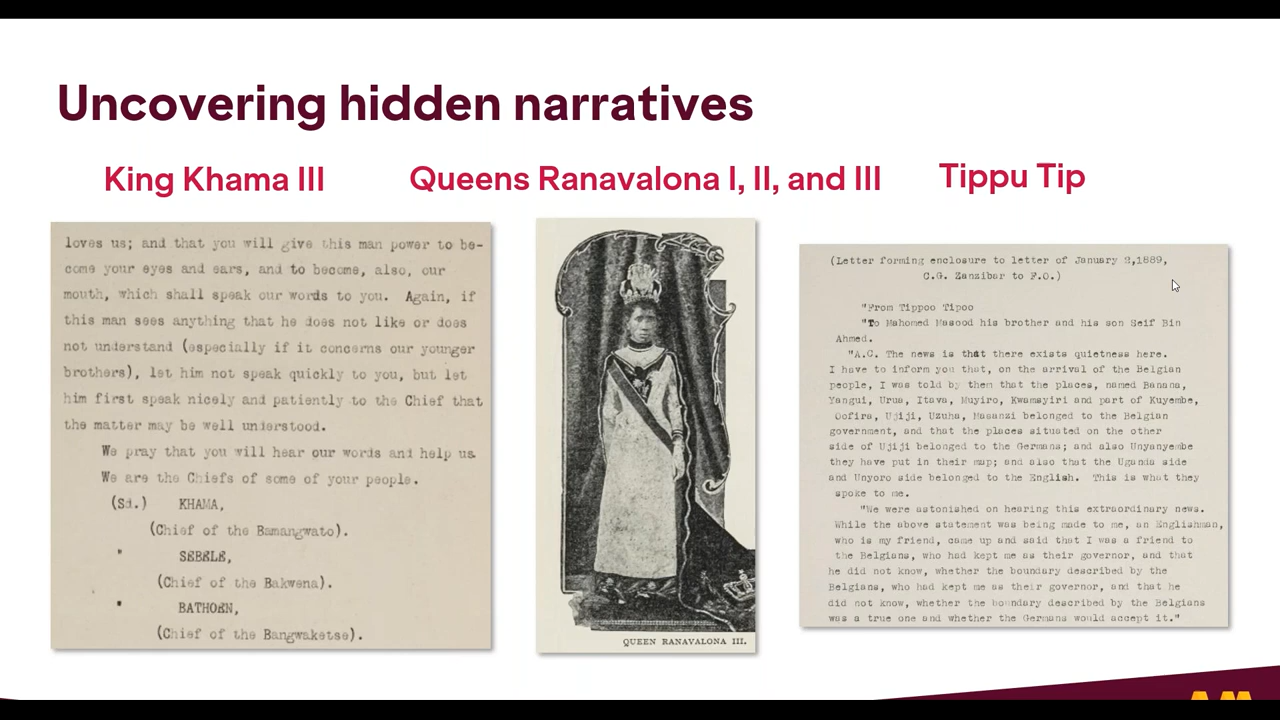 Uncovering hidden narratives
King Khama III
Queens Ranavalona I, II, and III
Tippu Tip
loves us; and that you will give this man power to be-
come your eyes and ears, and to become, also, our
mouth, which shall speak our words to you. Again, if
this man sees anything that he does not like or does
not understand (especially if it concerns our younger
brothers), let him not speak quickly to you, but let
him first speak nicely and patiently to the Chief that
the matter may be well understood.
We pray that you will hear our words and help us.
We are the Chiefs of some of your people.
(Sd.) KHAMA,
(Chief of the Bamangwato).
" SEBELE,
(Chief of the Bakwena).
" BATHOEN,
(Chief of the Bangwaketse).
QUEEN RANAVALONA III.
(Letter forming enclosure to letter of January 2,1889,
C.G. Zanzibar to F.O.)
"From Tippoo Tipoo
"To Mahomed Masood his brother and his son Seif Bin
Ahmed.
"A.C. The news is that there exists quietness here.
I have to inform you that, on the arrival of the Belgian
people, I was told by them that the places, named Banana,
Yangui, Urua, Itava, Muyiro, Kwamsyiri and part of Kuyembe,
Oofira, Ujiji, Uzuha, Masanzi belonged to the Belgian
government, and that the places situated on the other
side of Ujiji belonged to the Germans; and also Unyanyembe
they have put in their map; and also that the Uganda side
and Unyoro side belonged to the English. This is what they
spoke to me.
"We were astonished on hearing this extraordinary news.
While the above statement was being made to me, an Englishman,
who is my friend, came up and said that I was a friend to
the Belgians, who had kept me as their governor, and that
he did not know, whether the boundary described by the
Belgians, who had kept me as their governor, and that he
did not know, whether the boundary described by the Belgians
was a true one and whether the Germans would accept it."